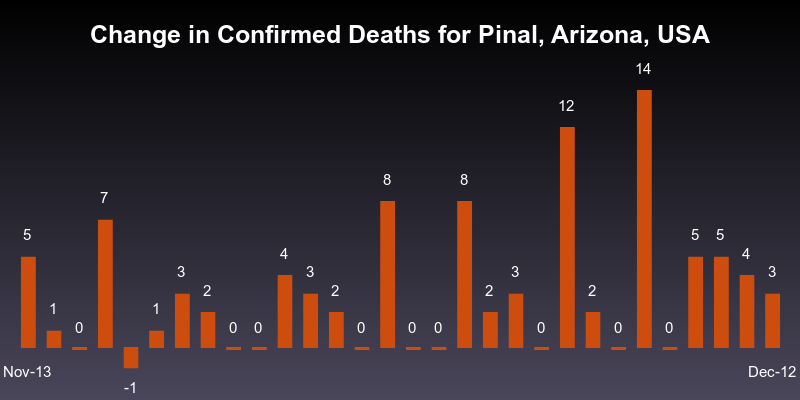 Change in Confirmed Deaths for Pinal, Arizona, USA
5 1 0 7 -1 1 3 2 0 0 4 3 2 0 8 0 0 8 2 3 0 12 2 0 14 0 5 5 4 3
Nov-13 Dec-12